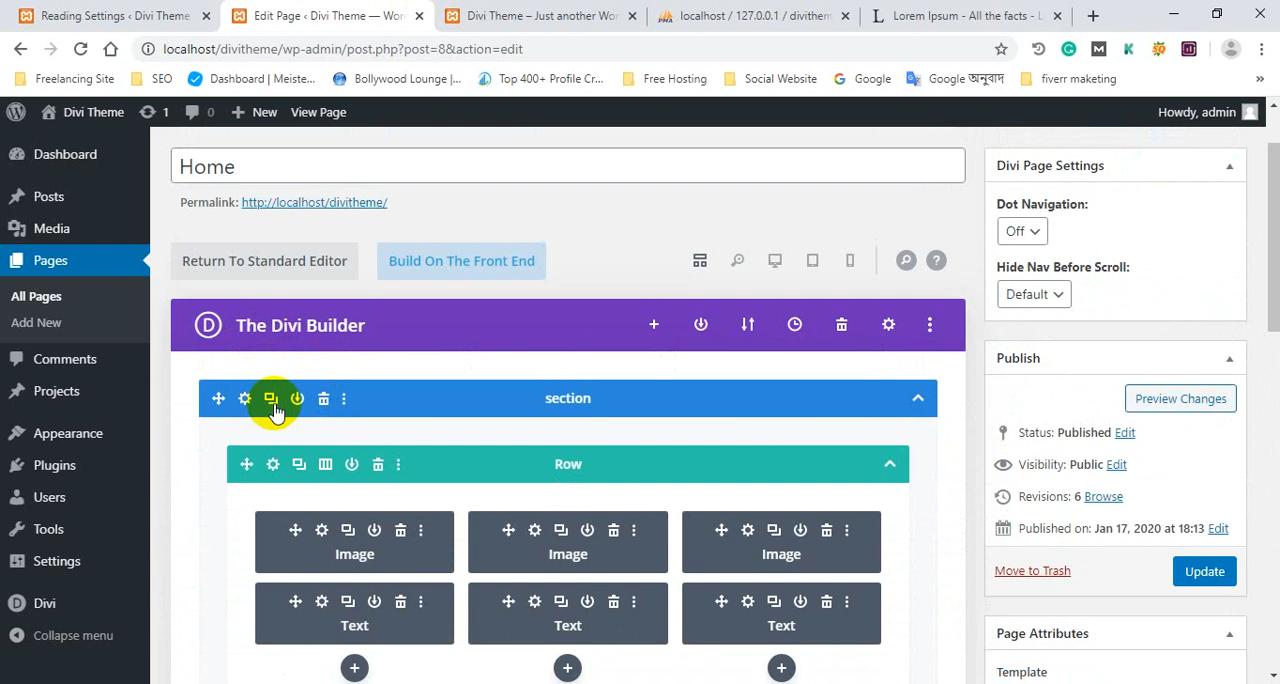 Reading Settings ‹ Divi Theme
Edit Page ‹ Divi Theme — Wor
Divi Theme – Just another Wor
localhost / 127.0.0.1 / divithem
Lorem Ipsum - All the facts - L
localhost/divitheme/wp-admin/post.php?post=8&action=edit
Freelancing Site
SEO
Dashboard | Meiste...
Bollywood Lounge |...
Top 400+ Profile Cr...
Free Hosting
Social Website
Google
Google অনুবাদ
fiverr maketing
Divi Theme
1
0
New
View Page
Howdy, admin
Dashboard
Posts
Media
Pages
All Pages
Add New
Comments
Projects
Appearance
Plugins
Users
Tools
Settings
Divi
Collapse menu
Home
Permalink: http://localhost/divitheme/
Return To Standard Editor
Build On The Front End
The Divi Builder
section
Row
Image
Image
Image
Text
Text
Text
Divi Page Settings
Dot Navigation:
Off
Hide Nav Before Scroll:
Default
Publish
Preview Changes
Status: Published Edit
Visibility: Public Edit
Revisions: 6 Browse
Published on: Jan 17, 2020 at 18:13 Edit
Move to Trash
Update
Page Attributes
Template